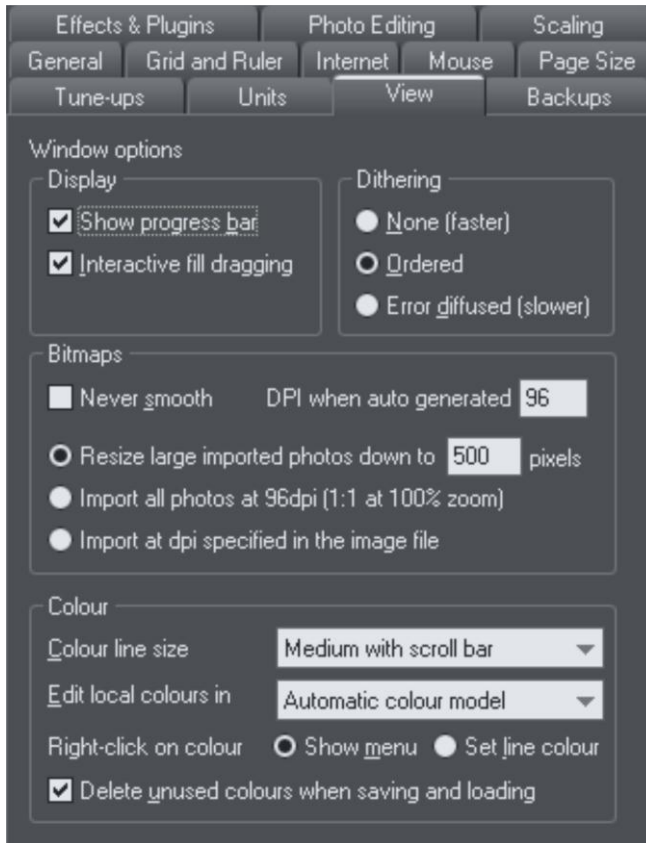 Effects & Plugins Photo Editing Scaling
General Grid and Ruler Internet Mouse Page Size
Tune-ups Units View Backups
Window options
Display
Show progress bar
Interactive fill dragging
Dithering
None (faster)
Ordered
Error diffused (slower)
Bitmaps
Never smooth DPI when auto generated 96
Resize large imported photos down to 500 pixels
Import all photos at 96dpi (1:1 at 100% zoom)
Import at dpi specified in the image file
Colour
Colour line size Medium with scroll bar
Edit local colours in Automatic colour model
Right-click on colour Show menu Set line colour
Delete unused colours when saving and loading